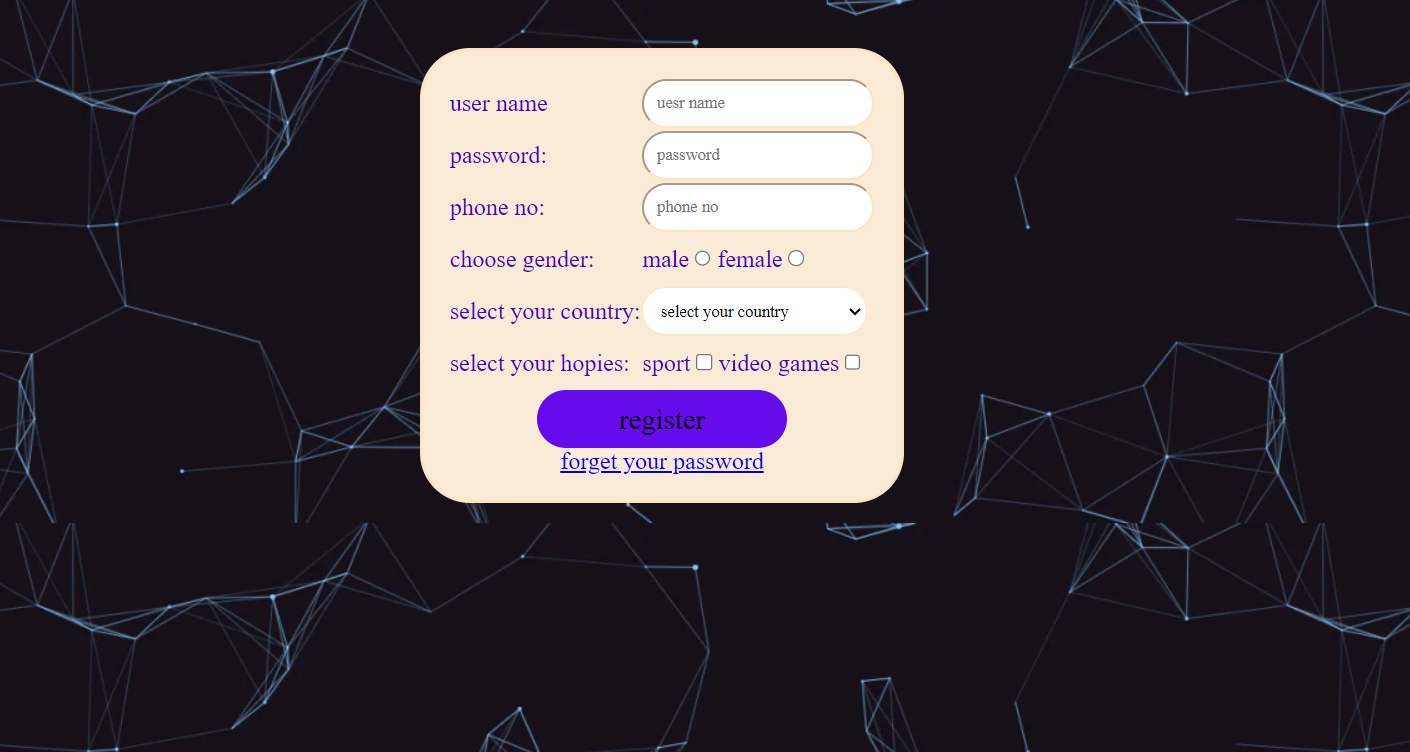 user name uesr name
password: password
phone no: phone no
choose gender: male female
select your country: select your country
select your hopies: sport video games
register
forget your password